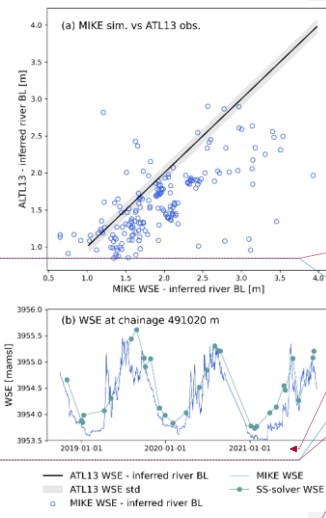 (a) MIKE sim. vs ATL13 obs.
ATL13 - inferred river BL [m]
4.0
3.5
3.0
2.5
2.0
1.5
1.0
0.5 1.0 1.5 2.0 2.5 3.0 3.5 4.0
MIKE WSE - inferred river BL [m]
(b) WSE at chainage 491020 m
WSE [mamsl]
3956.0
3955.5
3955.0
3954.5
3954.0
3953.5
2019-01-01 2020-01-01 2021-01-01
ATL13 WSE - inferred river BL
ATL13 WSE std
MIKE WSE - inferred river BL
MIKE WSE
SS-solver WSE